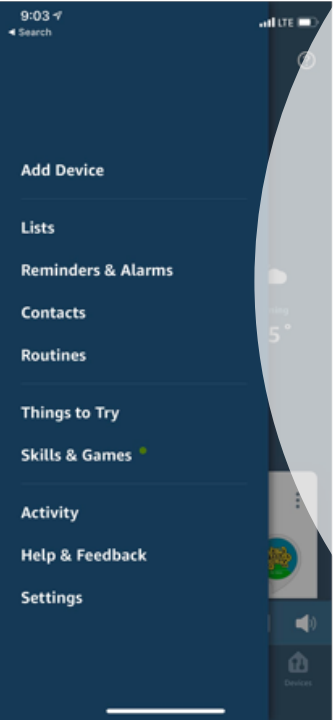 9:03
LTE
Search
Add Device
Lists
Reminders & Alarms
Contacts
Routines
5°
Things to Try
Skills & Games
Activity
Help & Feedback
Settings
Devices